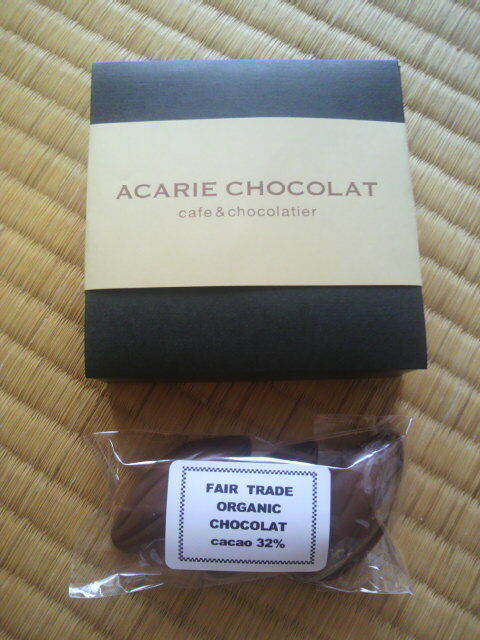 ACARIE CHOCOLAT
cafe & chocolatier
FAIR TRADE
ORGANIC
CHOCOLAT
cacao 32%